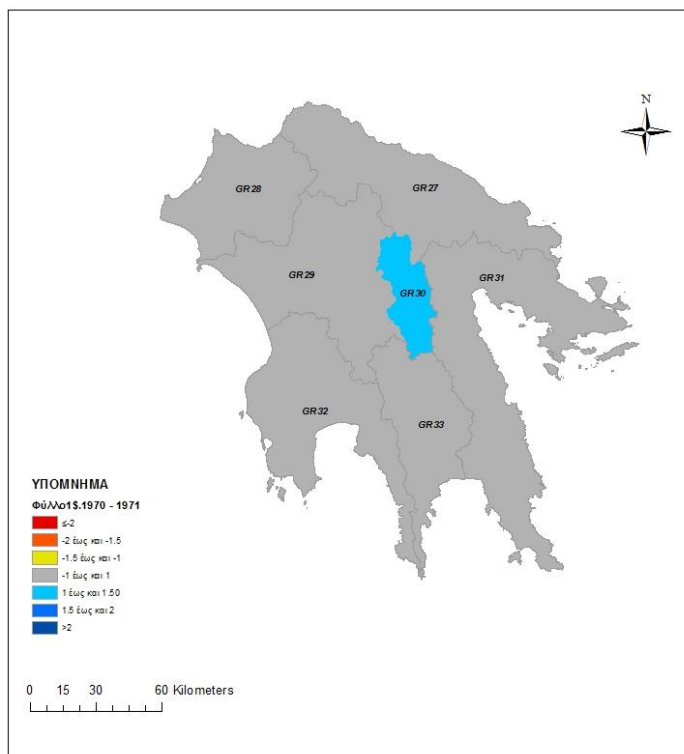 N
GR28
GR27
GR29
GR30
GR31
GR32
GR33
ΥΠΟΜΝΗΜΑ
Φύλλο1$.1970 - 1971
≤-2
-2 έως και -1.5
-1.5 έως και -1
-1 έως και 1
1 έως και 1.50
1.5 έως και 2
>2
0 15 30 60 Kilometers